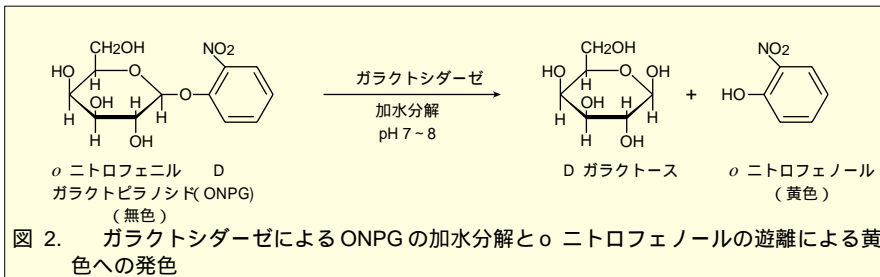 CH2OH
NO2
HO
O
H
O
OH
H
H
H
H
OH
ガラクトシダーゼ
加水分解
pH 7~8
CH2OH
HO
O
OH
H
OH
H
H
H
H
OH
+
NO2
HO
o ニトロフェニル D
ガラクトピラノシド(ONPG)
(無色)
D ガラクトース
o ニトロフェノール
(黄色)
図 2. ガラクトシダーゼによる ONPG の加水分解と o ニトロフェノールの遊離による黄
色への発色